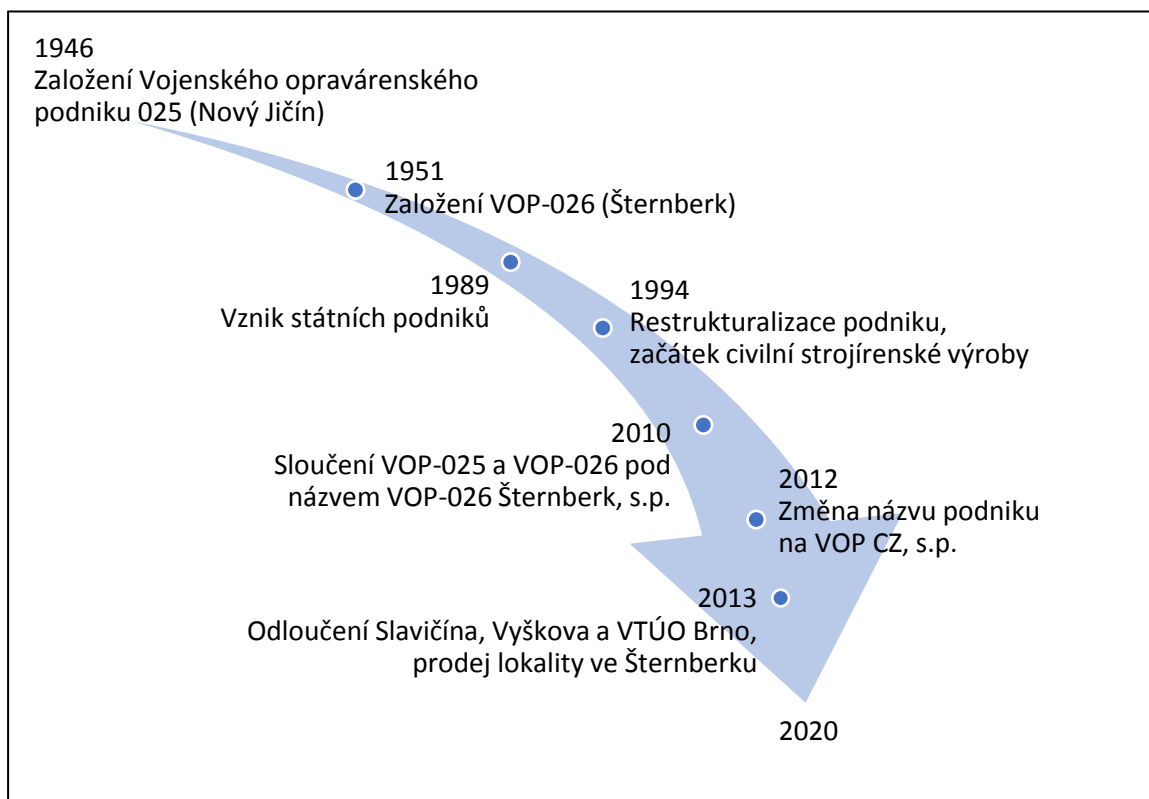 1946
Založení Vojenského opravárenského
podniku 025 (Nový Jičín)
1951
Založení VOP-026 (Šternberk)
1989
Vznik státních podniků
1994
Restrukturalizace podniku,
začátek civilní strojírenské výroby
2010
Sloučení VOP-025 a VOP-026 pod
názvem VOP-026 Šternberk, s.p.
2012
Změna názvu podniku
na VOP CZ, s.p.
2013
Odloučení Slavičína, Vyškova a VTÚO Brno,
prodej lokality ve Šternberku
2020